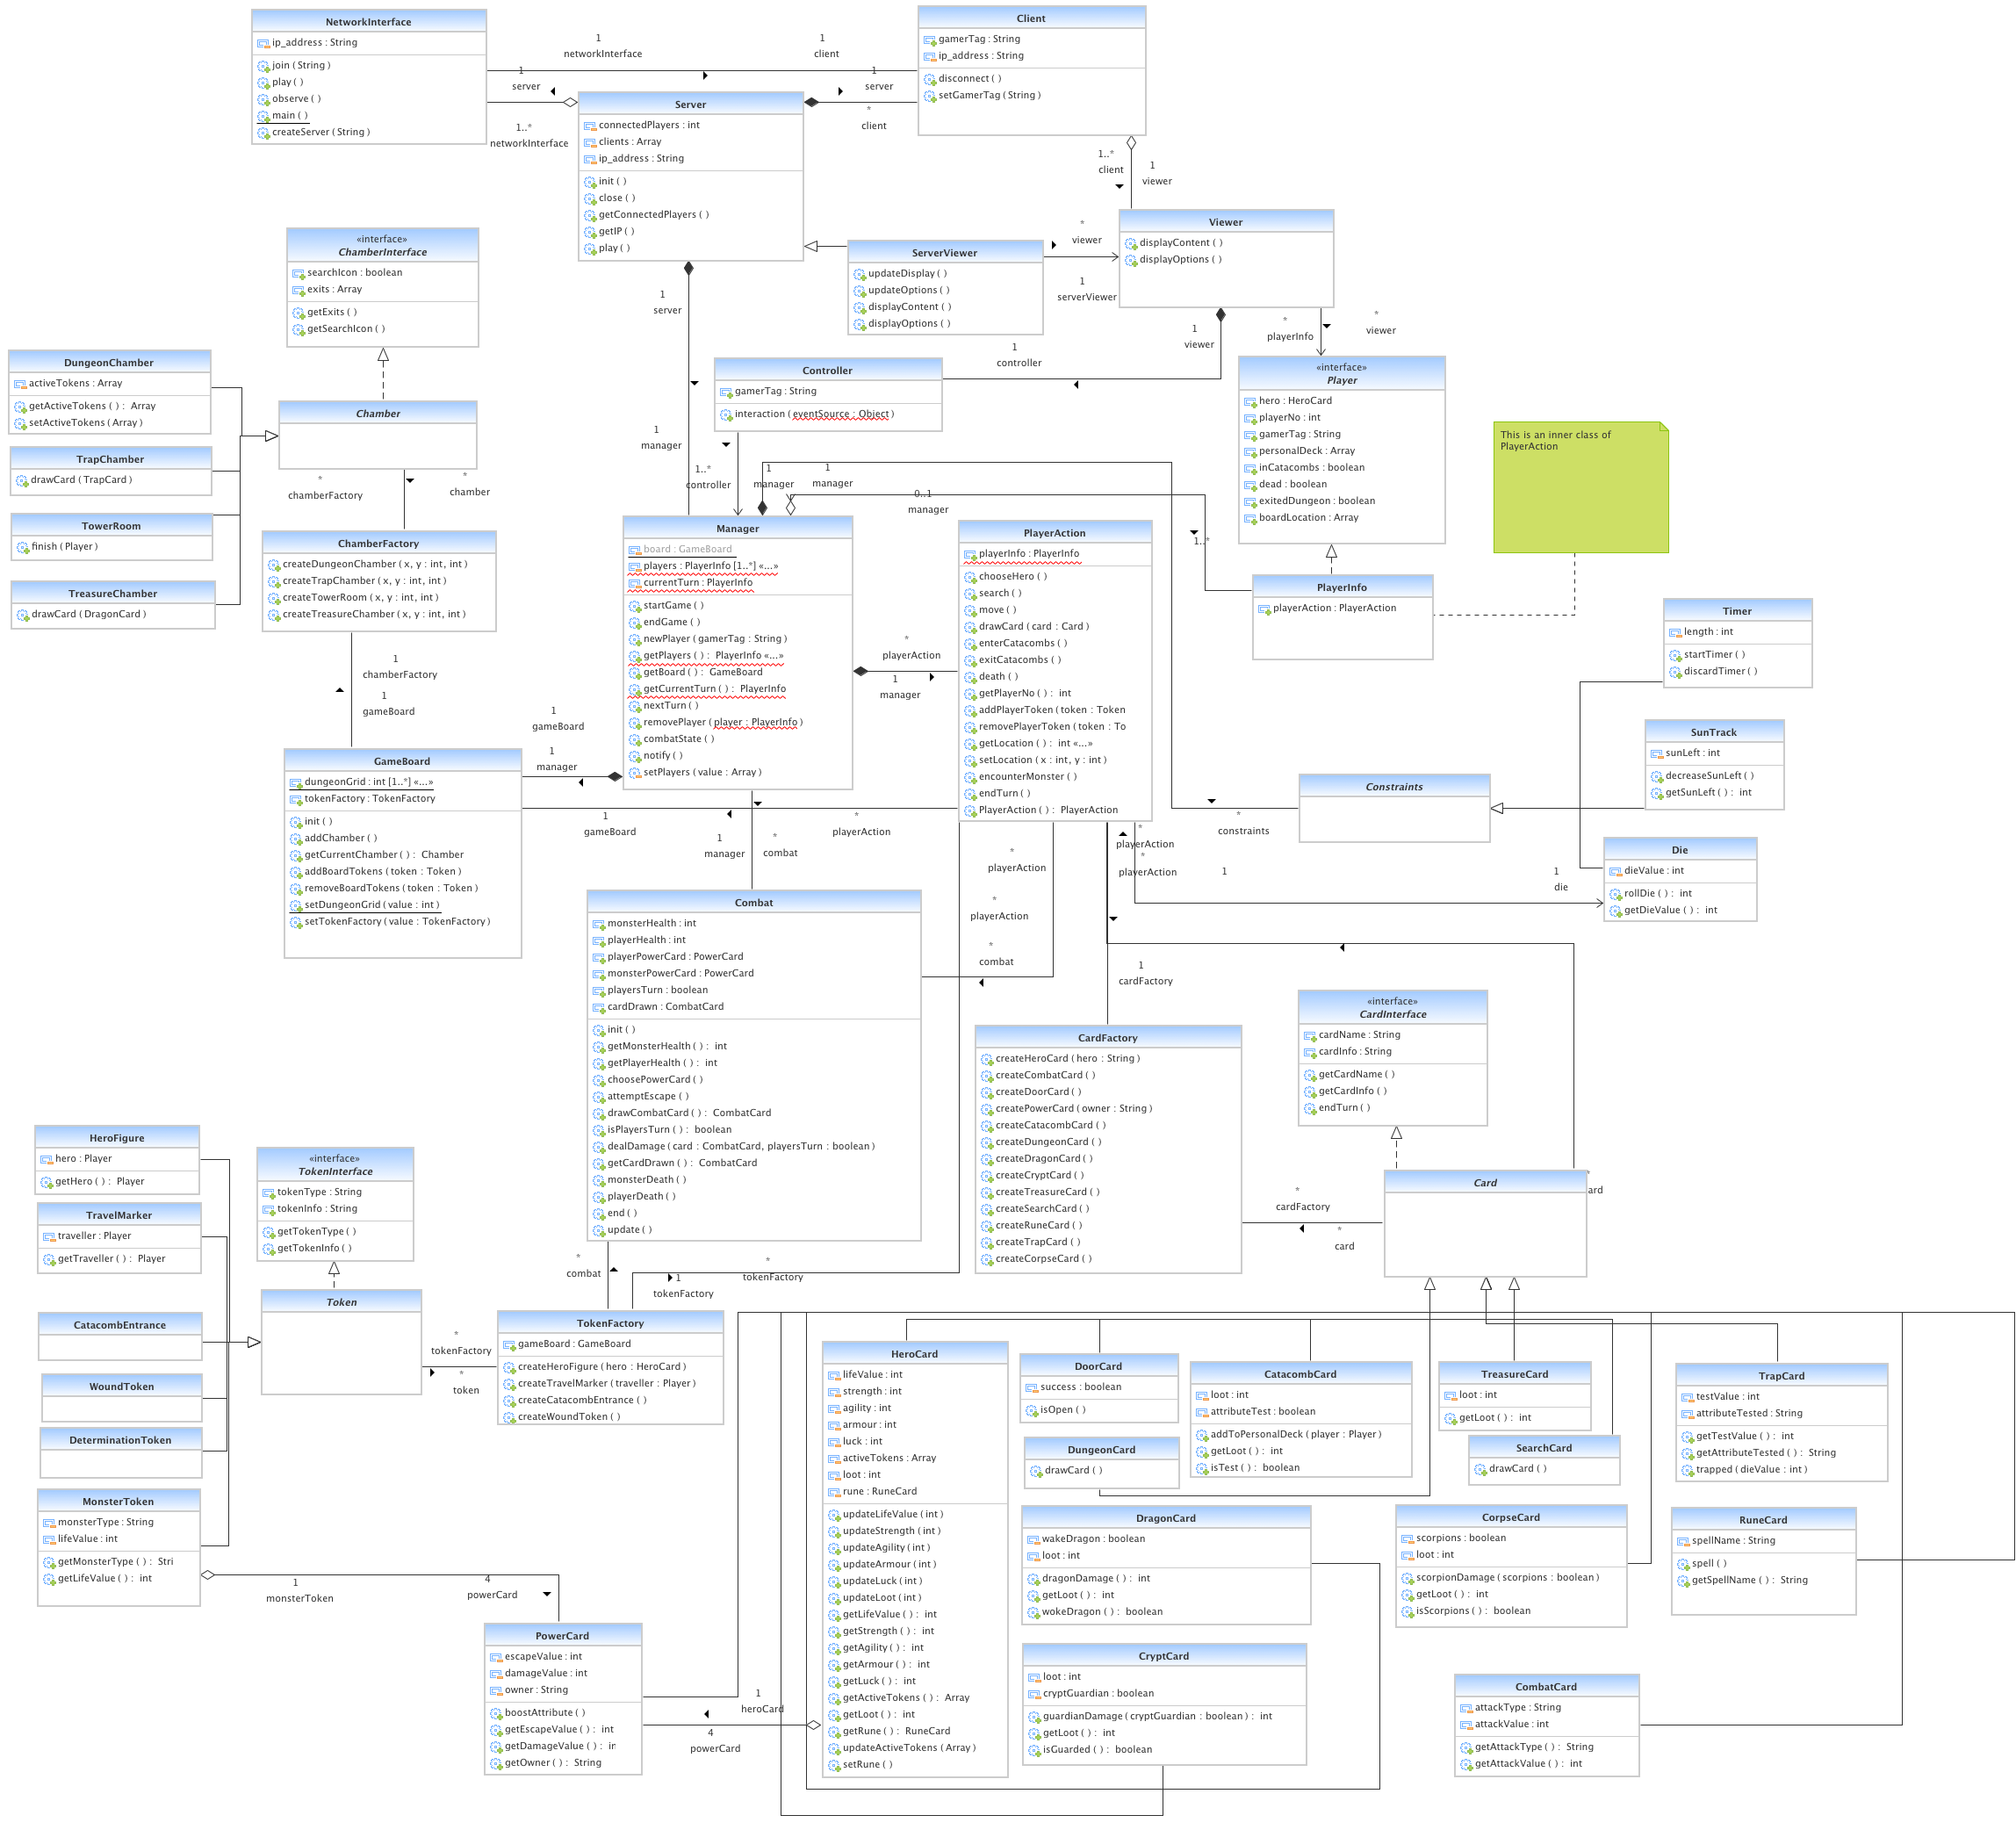 NetworkInterface
ip_address : String
join ( String )
play ( )
observe ( )
main ( )
createServer ( String )
1
networkInterface
1
client
1
server
1..*
networkInterface
Client
gamerTag : String
ip_address : String
disconnect ( )
setGamerTag ( String )
1
server
*
client
Server
connectedPlayers : int
clients : Array
ip_address : String
init ( )
close ( )
getConnectedPlayers ( )
getIP ( )
play ( )
1..*
client
1
viewer
Viewer
displayContent ( )
displayOptions ( )
ServerViewer
updateDisplay ( )
updateOptions ( )
displayContent ( )
displayOptions ( )
*
viewer
1
serverViewer
«interface»
ChamberInterface
searchIcon : boolean
exits : Array
getExits ( )
getSearchIcon ( )
1
server
1
manager
1
controller
1
viewer
*
playerInfo
*
viewer
Controller
gamerTag : String
interaction ( eventSource : Object )
«interface»
Player
hero : HeroCard
playerNo : int
gamerTag : String
personalDeck : Array
inCatacombs : boolean
dead : boolean
exitedDungeon : boolean
boardLocation : Array
This is an inner class of
PlayerAction
DungeonChamber
activeTokens : Array
getActiveTokens ( ) : Array
setActiveTokens ( Array )
Chamber
TrapChamber
drawCard ( TrapCard )
TowerRoom
finish ( Player )
TreasureChamber
drawCard ( DragonCard )
*
chamberFactory
*
chamber
ChamberFactory
createDungeonChamber ( x, y : int, int )
createTrapChamber ( x, y : int, int )
createTowerRoom ( x, y : int, int )
createTreasureChamber ( x, y : int, int )
1..*
controller
1
manager
1
manager
0..1
manager
1..*
Manager
board : GameBoard
players : PlayerInfo [1..*] «...»
currentTurn : PlayerInfo
startGame ( )
endGame ( )
newPlayer ( gamerTag : String )
getPlayers ( ) : PlayerInfo «...»
getBoard ( ) : GameBoard
getCurrentTurn ( ) : PlayerInfo
nextTurn ( )
removePlayer ( player : PlayerInfo )
combatState ( )
notify ( )
setPlayers ( value : Array )
*
playerAction
1
manager
PlayerAction
playerInfo : PlayerInfo
chooseHero ( )
search ( )
move ( )
drawCard ( card : Card )
enterCatacombs ( )
exitCatacombs ( )
death ( )
getPlayerNo ( ) : int
addPlayerToken ( token : Token
removePlayerToken ( token : To
getLocation ( ) : int «...»
setLocation ( x : int, y : int )
encounterMonster ( )
endTurn ( )
PlayerAction ( ) : PlayerAction
PlayerInfo
playerAction : PlayerAction
Timer
length : int
startTimer ( )
discardTimer ( )
SunTrack
sunLeft : int
decreaseSunLeft ( )
getSunLeft ( ) : int
Constraints
*
constraints
Die
dieValue : int
rollDie ( ) : int
getDieValue ( ) : int
1
chamberFactory
1
gameBoard
1
gameBoard
1
manager
GameBoard
dungeonGrid : int [1..*] «...»
tokenFactory : TokenFactory
init ( )
addChamber ( )
getCurrentChamber ( ) : Chamber
addBoardTokens ( token : Token )
removeBoardTokens ( token : Token )
setDungeonGrid ( value : int )
setTokenFactory ( value : TokenFactory )
1
gameBoard
*
playerAction
1
manager
*
combat
*
playerAction
*
playerAction
*
playerAction
*
playerAction
1
1
die
*
combat
1
cardFactory
Combat
monsterHealth : int
playerHealth : int
playerPowerCard : PowerCard
monsterPowerCard : PowerCard
playersTurn : boolean
cardDrawn : CombatCard
init ( )
getMonsterHealth ( ) : int
getPlayerHealth ( ) : int
choosePowerCard ( )
attemptEscape ( )
drawCombatCard ( ) : CombatCard
isPlayersTurn ( ) : boolean
dealDamage ( card : CombatCard, playersTurn : boolean )
getCardDrawn ( ) : CombatCard
monsterDeath ( )
playerDeath ( )
end ( )
update ( )
CardFactory
createHeroCard ( hero : String )
createCombatCard ( )
createDoorCard ( )
createPowerCard ( owner : String )
createCatacombCard ( )
createDungeonCard ( )
createDragonCard ( )
createCryptCard ( )
createTreasureCard ( )
createSearchCard ( )
createRuneCard ( )
createTrapCard ( )
createCorpseCard ( )
«interface»
CardInterface
cardName : String
cardInfo : String
getCardName ( )
getCardInfo ( )
endTurn ( )
Card
*
ard
*
cardFactory
*
card
HeroFigure
hero : Player
getHero ( ) : Player
TravelMarker
traveller : Player
getTraveller ( ) : Player
CatacombEntrance
WoundToken
DeterminationToken
MonsterToken
monsterType : String
lifeValue : int
getMonsterType ( ) : Stri
getLifeValue ( ) : int
«interface»
TokenInterface
tokenType : String
tokenInfo : String
getTokenType ( )
getTokenInfo ( )
Token
*
tokenFactory
*
token
*
combat
1
tokenFactory
*
tokenFactory
TokenFactory
gameBoard : GameBoard
createHeroFigure ( hero : HeroCard )
createTravelMarker ( traveller : Player )
createCatacombEntrance ( )
createWoundToken ( )
1
monsterToken
4
powerCard
PowerCard
escapeValue : int
damageValue : int
owner : String
boostAttribute ( )
getEscapeValue ( ) : int
getDamageValue ( ) : ir
getOwner ( ) : String
1
heroCard
4
powerCard
HeroCard
lifeValue : int
strength : int
agility : int
armour : int
luck : int
activeTokens : Array
loot : int
rune : RuneCard
updateLifeValue ( int )
updateStrength ( int )
updateAgility ( int )
updateArmour ( int )
updateLuck ( int )
updateLoot ( int )
getLifeValue ( ) : int
getStrength ( ) : int
getAgility ( ) : int
getArmour ( ) : int
getLuck ( ) : int
getActiveTokens ( ) : Array
getLoot ( ) : int
getRune ( ) : RuneCard
updateActiveTokens ( Array )
setRune ( )
DoorCard
success : boolean
isOpen ( )
DungeonCard
drawCard ( )
CatacombCard
loot : int
attributeTest : boolean
addToPersonalDeck ( player : Player )
getLoot ( ) : int
isTest ( ) : boolean
TreasureCard
loot : int
getLoot ( ) : int
SearchCard
drawCard ( )
TrapCard
testValue : int
attributeTested : String
getTestValue ( ) : int
getAttributeTested ( ) : String
trapped ( dieValue : int )
DragonCard
wakeDragon : boolean
loot : int
dragonDamage ( ) : int
getLoot ( ) : int
wokeDragon ( ) : boolean
CorpseCard
scorpions : boolean
loot : int
scorpionDamage ( scorpions : boolean )
getLoot ( ) : int
isScorpions ( ) : boolean
RuneCard
spellName : String
spell ( )
getSpellName ( ) : String
CryptCard
loot : int
cryptGuardian : boolean
guardianDamage ( cryptGuardian : boolean ) : int
getLoot ( ) : int
isGuarded ( ) : boolean
CombatCard
attackType : String
attackValue : int
getAttackType ( ) : String
getAttackValue ( ) : int